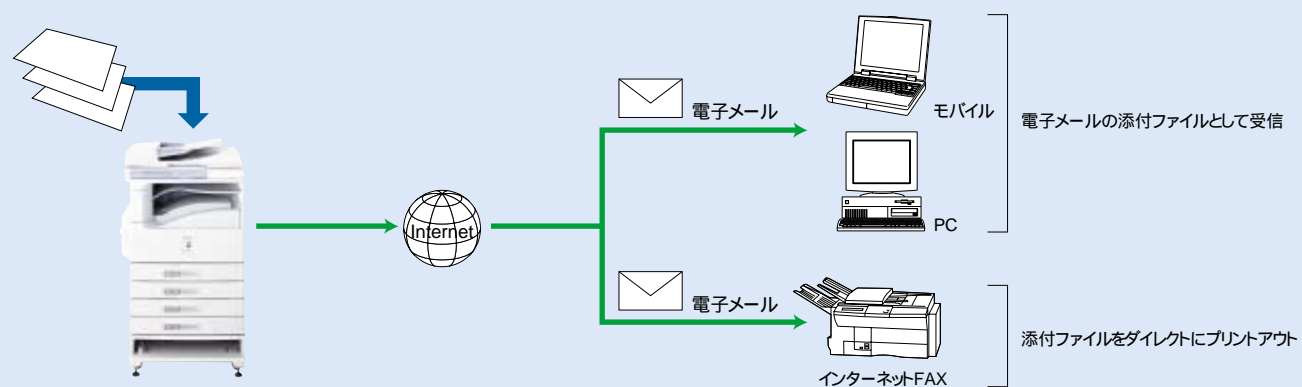 電子メール
モバイル
電子メールの添付ファイルとして受信
PC
Internet
電子メール
インターネットFAX
添付ファイルをダイレクトにプリントアウト